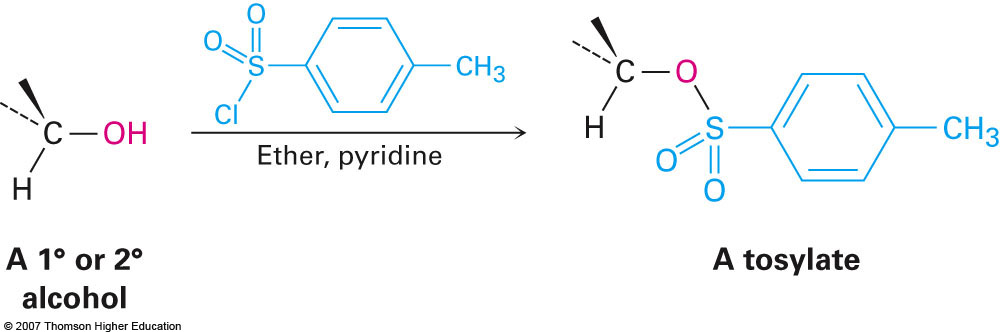 O
O
S
CH3
Cl
C—OH
H
Ether, pyridine
C—O
H
S
CH3
O
O
A 1° or 2°
alcohol
A tosylate
© 2007 Thomson Higher Education